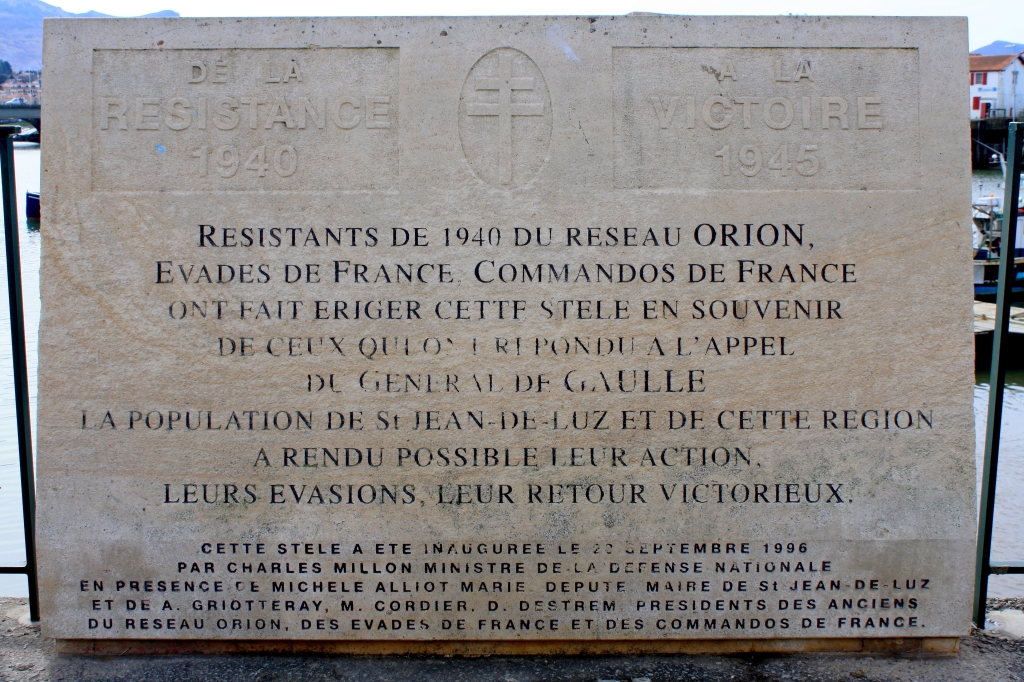 DE LA
RESISTANCE
1940
A LA
VICTOIRE
1945
RESISTANTS DE 1940 DU RESEAU ORION,
EVADES DE FRANCE, COMMANDOS DE FRANCE
ONT FAIT ERIGER CETTE STELE EN SOUVENIR
DE CEUX QUI ONT REPONDU A L'APPEL
DU GENERAL DE GAULLE
LA POPULATION DE St JEAN-DE-LUZ ET DE CETTE REGION
A RENDU POSSIBLE LEUR ACTION,
LEURS EVASIONS, LEUR RETOUR VICTORIEUX.
CETTE STELE A ETE INAUGUREE LE SEPTEMBRE 1996
PAR CHARLES MILLON MINISTRE DE LA DEFENSE NATIONALE
EN PRESENCE DE MICHELE ALLIOT MARIE, DEPUTE MAIRE DE St JEAN-DE-LUZ
ET DE A. GRIOTTERAY, M. CORDIER, D. DESTREM, PRESIDENTS DES ANCIENS
DU RESEAU ORION, DES EVADES DE FRANCE ET DES COMMANDOS DE FRANCE.